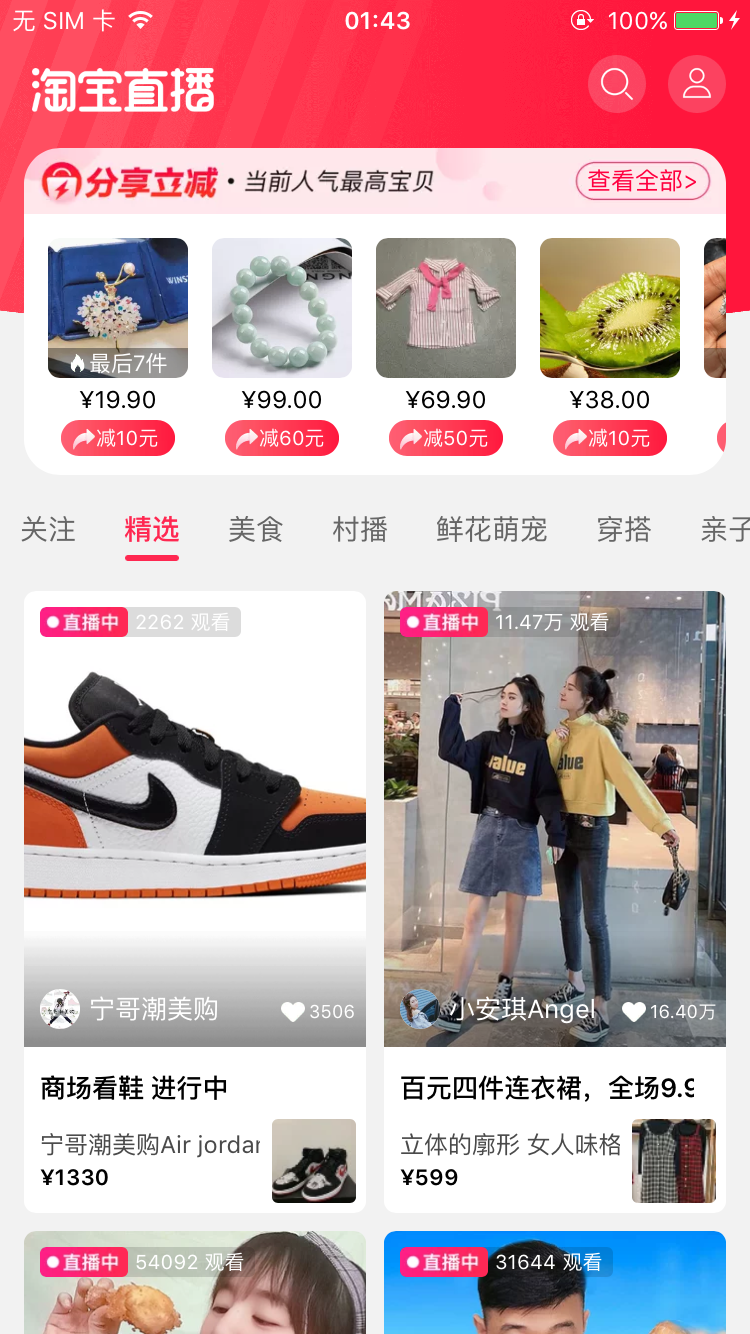 无 SIM 卡
01:43
100%
淘宝直播
分享立减 · 当前人气最高宝贝
查看全部>
最后7件
¥19.90
减10元
¥99.00
减60元
¥69.90
减50元
¥38.00
减10元
关注
精选
美食
村播
鲜花萌宠
穿搭
亲子
直播中
2262 观看
宁哥潮美购
3506
商场看鞋 进行中
宁哥潮美购Air jordan
¥1330
直播中
11.47万 观看
value
alue
小安琪Angel
16.40万
百元四件连衣裙，全场9.9
立体的廓形 女人味格
¥599
直播中
54092 观看
直播中
31644 观看